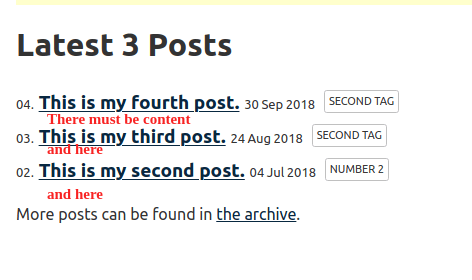 Latest 3 Posts
04. This is my fourth post. 30 Sep 2018 SECOND TAG
There must be content
03. This is my third post. 24 Aug 2018 SECOND TAG
and here
02. This is my second post. 04 Jul 2018 NUMBER 2
and here
More posts can be found in the archive.